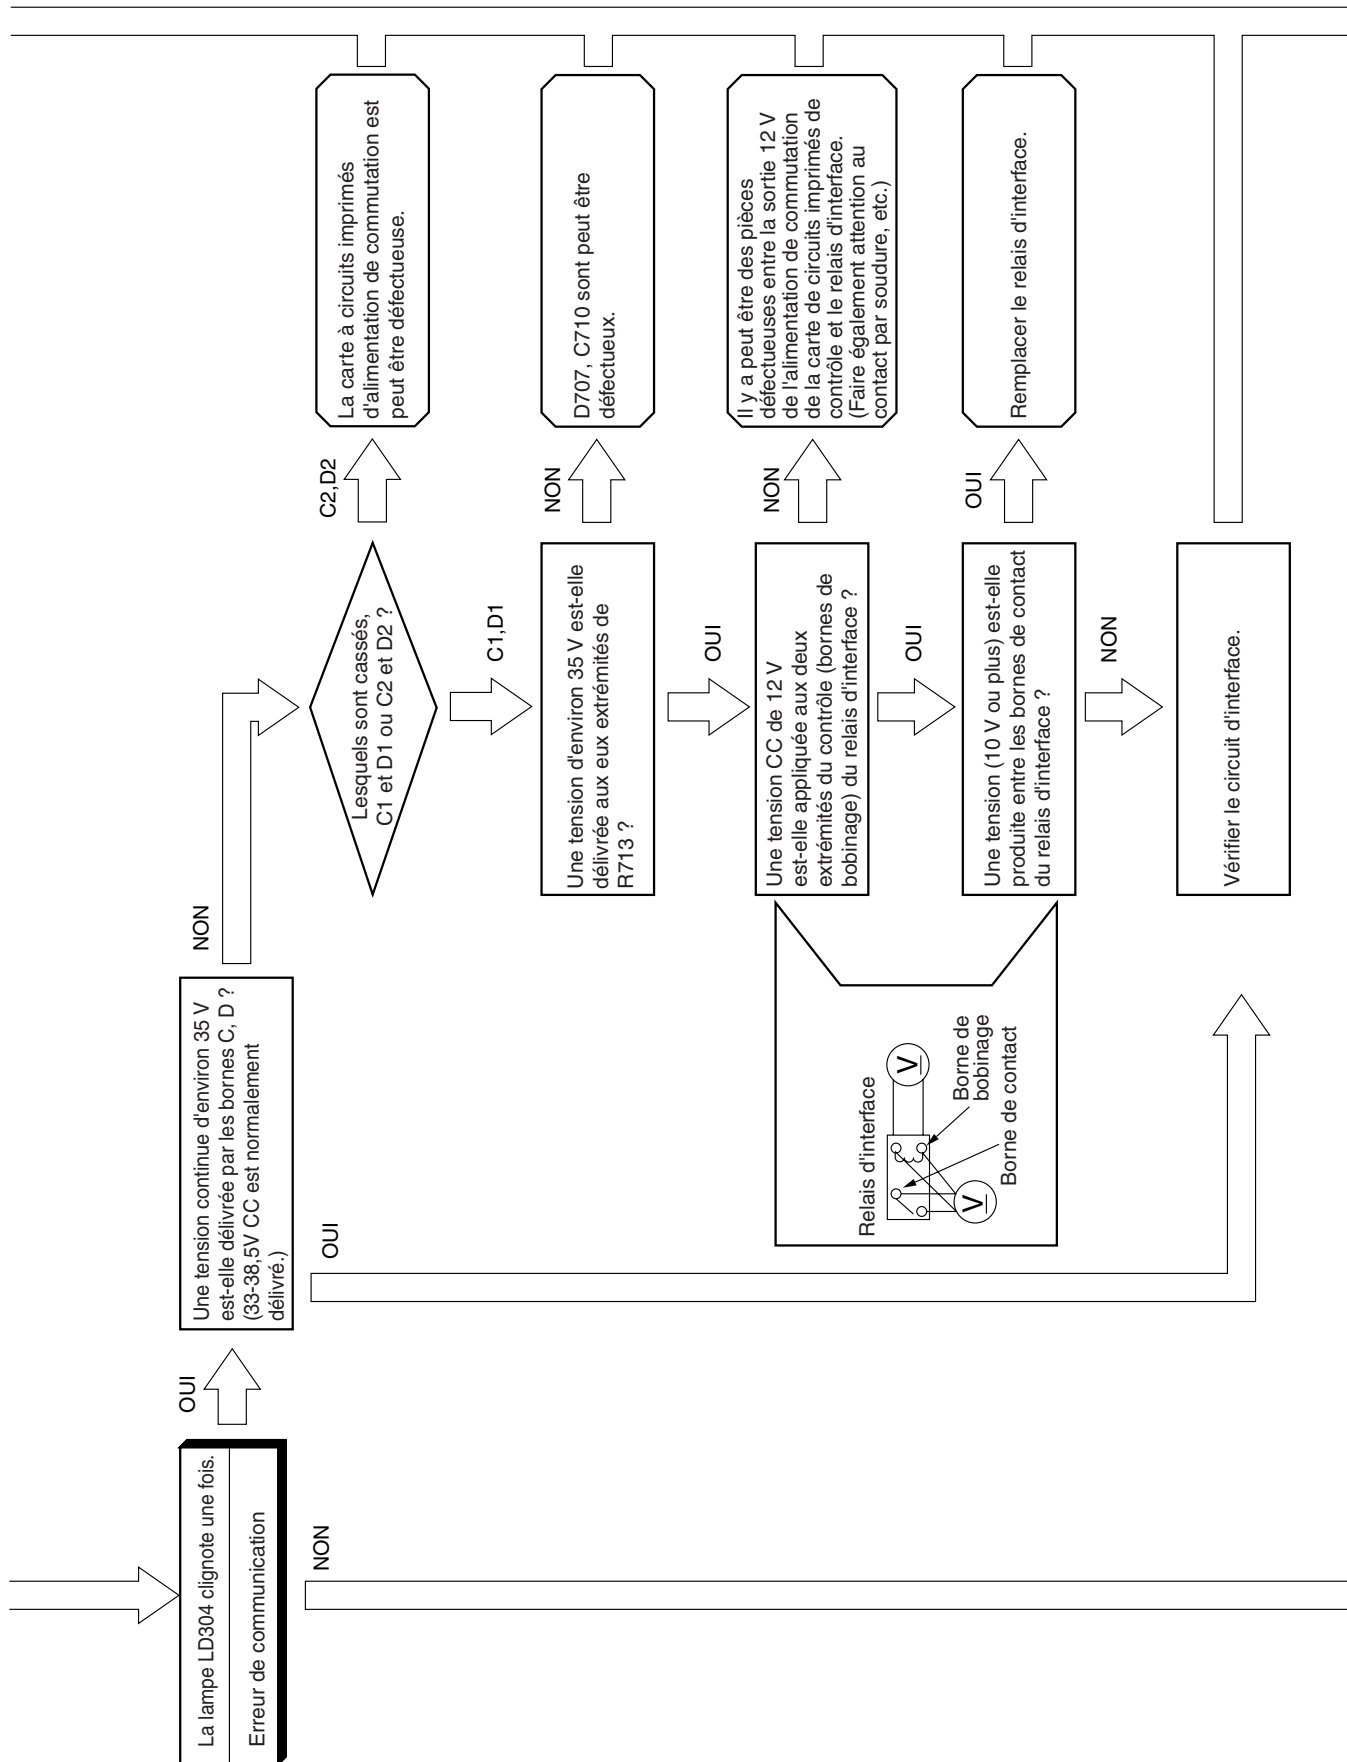 La lampe LD304 clignote une fois.
Erreur de communication
OUI
NON
Une tension continue d'environ 35 V
est-elle délivrée par les bornes C, D ?
(33-38,5V CC est normalement
délivré.)
NON
OUI
Lesquels sont cassés,
C1 et D1 ou C2 et D2 ?
C2,D2
La carte à circuits imprimés
d'alimentation de commutation est
peut être défectueuse.
C1,D1
Une tension d'environ 35 V est-elle
délivrée aux eux extrémités de
R713 ?
NON
D707, C710 sont peut être
défectueux.
OUI
Une tension CC de 12 V
est-elle appliquée aux deux
extrémités du contrôle (bornes de
bobinage) du relais d'interface ?
NON
Il y a peut être des pièces
défectueuses entre la sortie 12 V
de l'alimentation de commutation
de la carte de circuits imprimés de
contrôle et le relais d'interface.
(Faire également attention au
contact par soudure, etc.)
OUI
Une tension (10 V ou plus) est-elle
produite entre les bornes de contact
du relais d'interface ?
OUI
Remplacer le relais d'interface.
NON
Vérifier le circuit d'interface.
Relais d'interface
V
V
Borne de
bobinage
Borne de contact